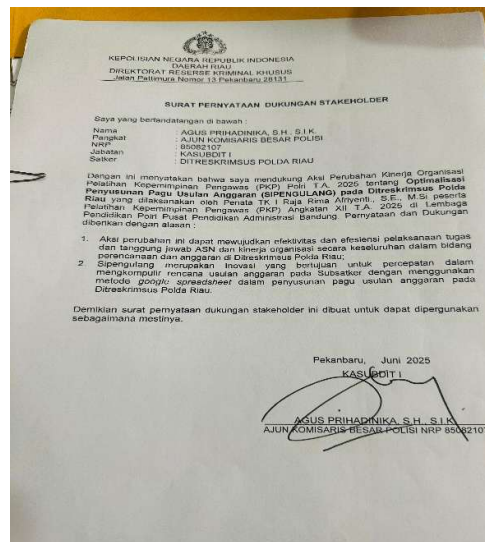 KEPOLISIAN NEGARA REPUBLIK INDONESIA
DAERAH RIAU
DIREKTORAT RESERSE KRIMINAL KHUSUS
Jalan Pattimura Nomor 13 Pekanbaru 28131
SURAT PERNYATAAN DUKUNGAN STAKEHOLDER
Saya yang bertandatangan di bawah :
Nama : AGUS PRIHADINIKA, S.H., S.I.K.
Pangkat : AJUN KOMISARIS BESAR POLISI
NRP : 85082107
Jabatan : KASUBDIT I
Satker : DITRESKRIMSUS POLDA RIAU
Dengan ini menyatakan bahwa saya mendukung Aksi Perubahan Kinerja Organisasi
Pelatihan Kepemimpinan Pengawas (PKP) Polri T.A. 2025 tentang Optimalisasi
Penyusunan Pagu Usulan Anggaran (SIPENGULANG) pada Ditreskrimsus Polda
Riau yang dilaksanakan oleh Penata TK I Raja Rima Afriyenti, S.E., M.Si peserta
Pelatihan Kepemimpinan Pengawas (PKP) Angkatan XII T.A. 2025 di Lembaga
Pendidikan Polri Pusat Pendidikan Administrasi Bandung. Pernyataan dan Dukungan
diberikan dengan alasan :
1. Aksi perubahan ini dapat mewujudkan efektivitas dan efesiensi pelaksanaan tugas
dan tanggung jawab ASN dan kinerja organisasi secara keseluruhan dalam bidang
perencanaan dan anggaran di Ditreskrimsus Polda Riau;
2. Sipengulang merupakan Inovasi yang bertujuan untuk percepatan dalam
mengkompulir rencana usulan anggaran pada Subsatker dengan menggunakan
metode googlu spreadsheet dalam penyusunan pagu usulan anggaran pada
Ditreskrimsus Polda Riau.
Demikian surat pernyataan dukungan stakeholder ini dibuat untuk dapat dipergunakan
sebagaimana mestinya.
Pekanbaru, Juni 2025
KASUBDIT I
AGUS PRIHADINIKA, S.H., S.I.K.
AJUN KOMISARIS BESAR POLISI NRP 85082107